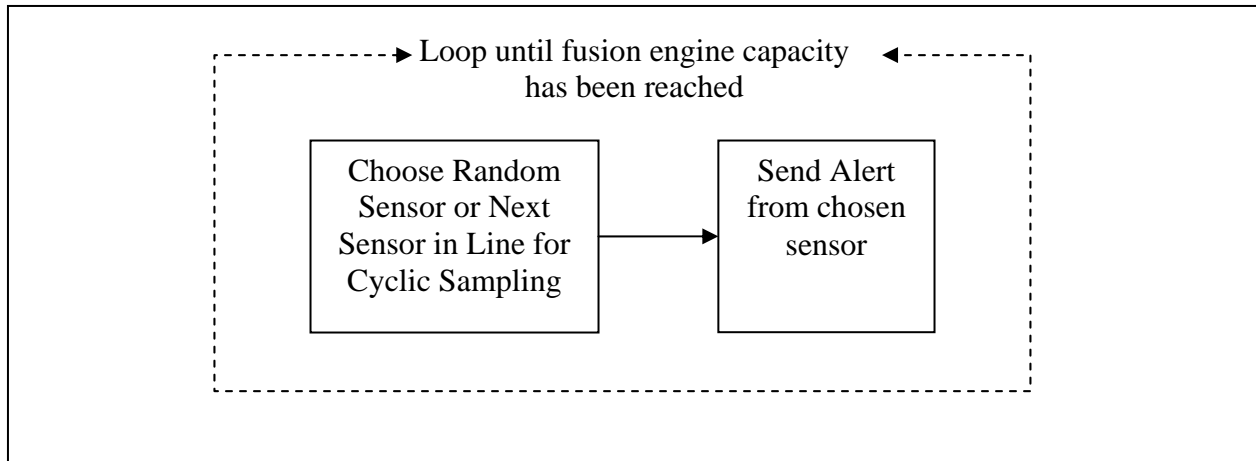 Loop until fusion engine capacity
has been reached
Choose Random
Sensor or Next
Sensor in Line for
Cyclic Sampling
Send Alert
from chosen
sensor